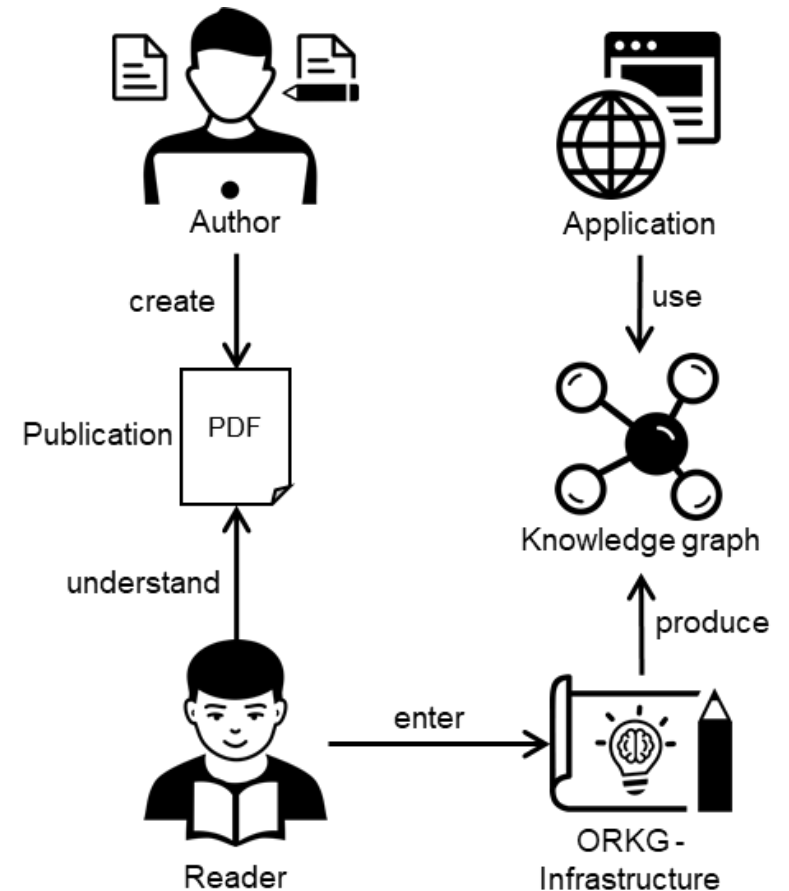 Author
Application
create
use
Publication
PDF
Knowledge graph
understand
produce
enter
ORKG -
Infrastructure
Reader